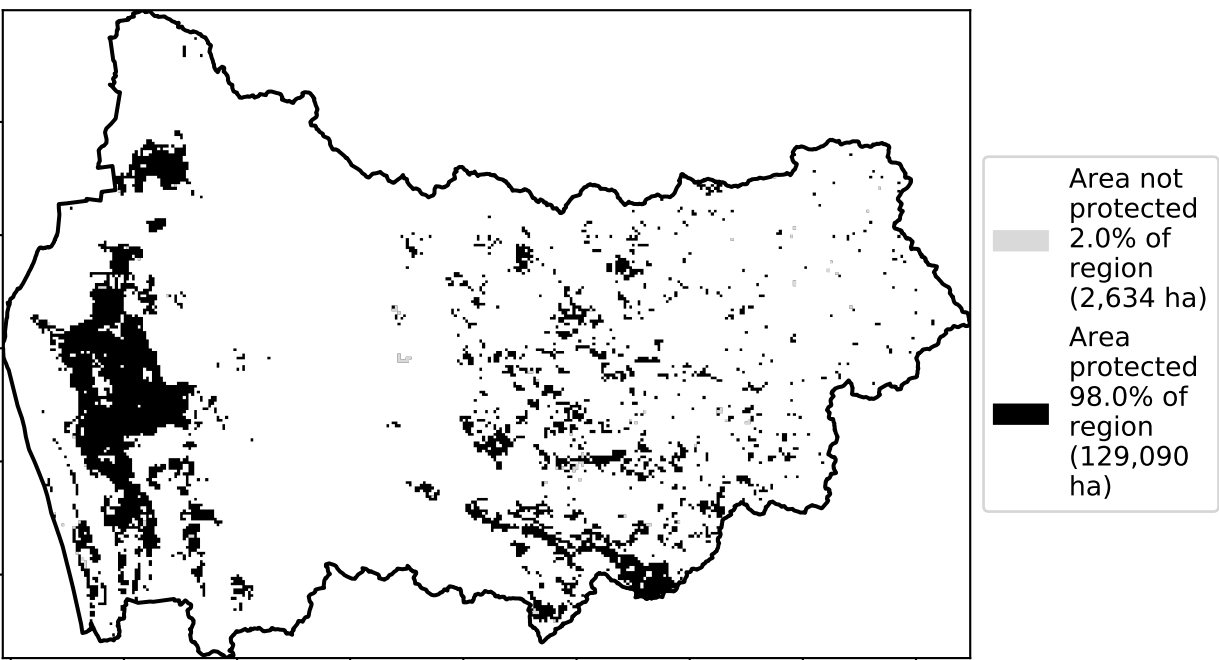 Area not
protected
2.0% of
region
(2,634 ha)
Area
protected
98.0% of
region
(129,090
ha)